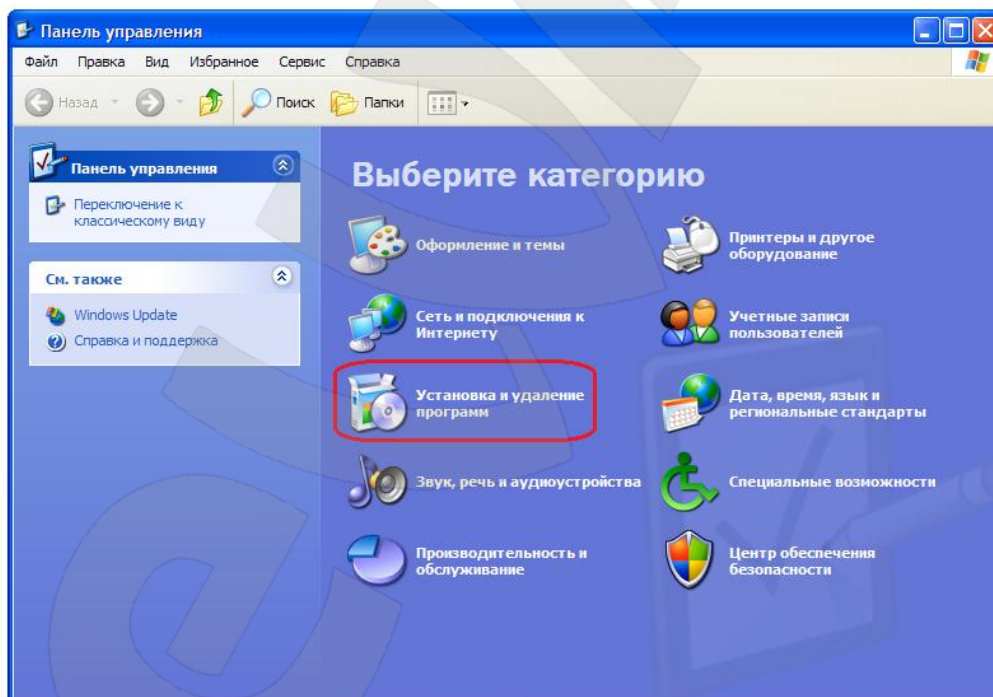 Панель управления
Файл Правка Вид Избранное Сервис Справка
Назад Поиск Папки
Панель управления
Переключение к
классическому виду
См. также
Windows Update
Справка и поддержка
Выберите категорию
Оформление и темы
Принтеры и другое
оборудование
Сеть и подключения к
Интернету
Учетные записи
пользователей
Установка и удаление
программ
Дата, время, язык и
региональные стандарты
Звук, речь и аудиоустройства
Специальные возможности
Производительность и
обслуживание
Центр обеспечения
безопасности